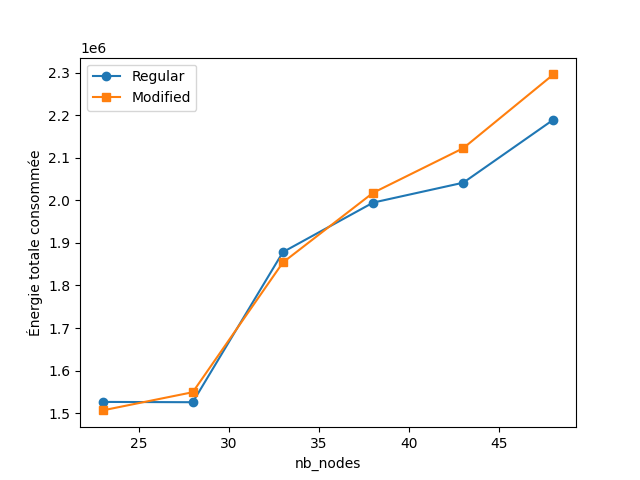 1e6
Regular
Modified
2.3
2.2
2.1
2.0
1.9
1.8
1.7
1.6
1.5
Énergie totale consommée
25 30 35 40 45
nb_nodes